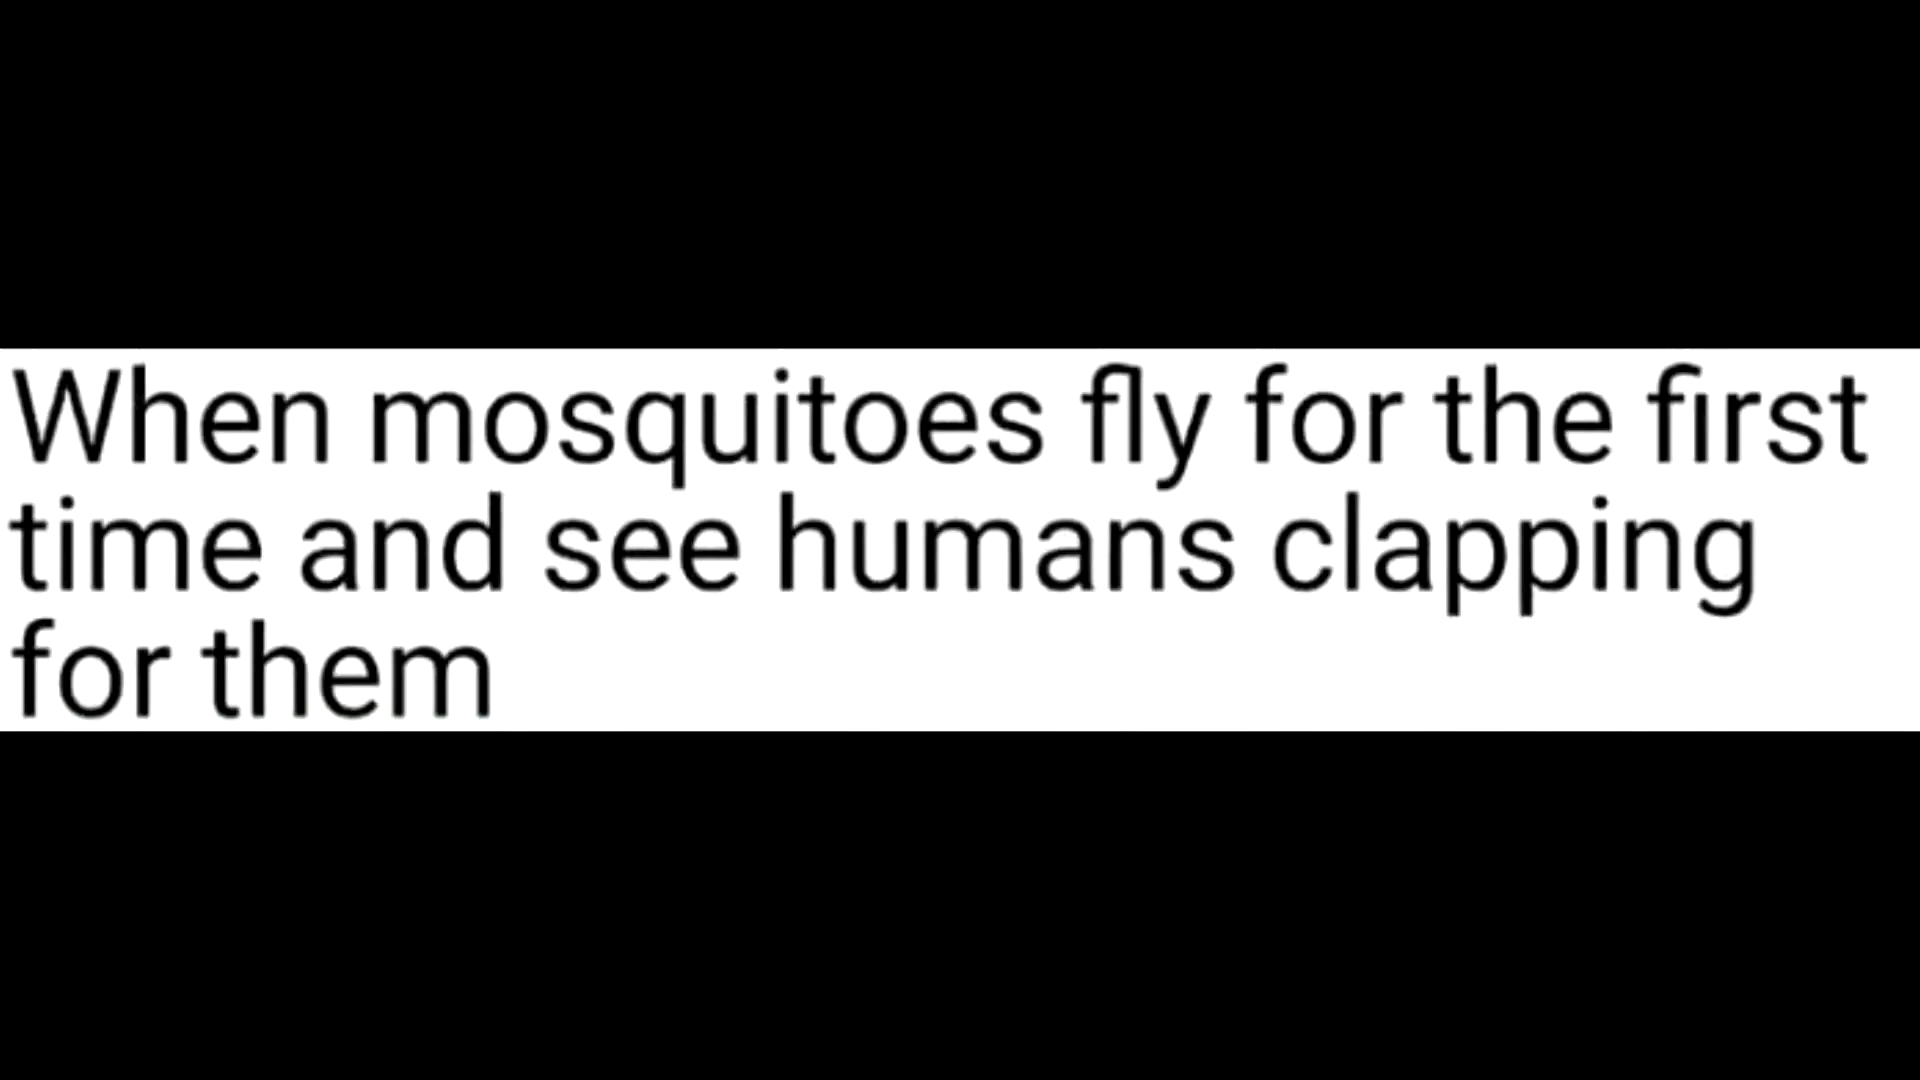 When mosquitoes fly for the first
time and see humans clapping
for them